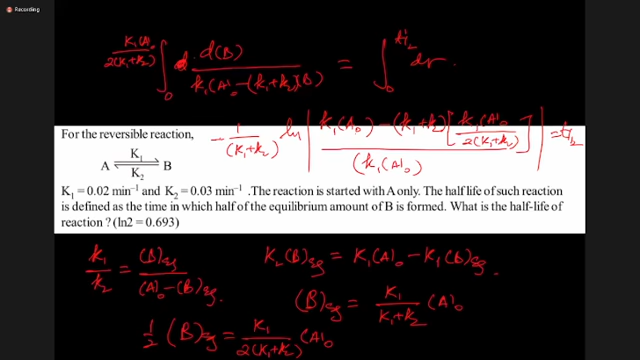 Recording
K₁(A)₀/2(K₁+K₂) ∫₀ d(B)/K₁(A)₀-(K₁+K₂)(B) = ∫₀^t½ dt.
For the reversible reaction,
-1/(K₁+K₂) ln |K₁(A)₀-(K₁+K₂)[K₁(A)₀/2(K₁+K₂)]/(K₁(A)₀)| = t½
A ⇌ B
K₁
K₂
K₁ = 0.02 min⁻¹ and K₂ = 0.03 min⁻¹ .The reaction is started with A only. The half life of such reaction
is defined as the time in which half of the equilibrium amount of B is formed. What is the half-life of
reaction ? (ln2 = 0.693)
K₁/K₂ = (B)eq/(A)₀-(B)eq.
K₂(B)eq = K₁(A)₀-K₁(B)eq.
(B)eq = K₁/K₁+K₂ (A)₀
1/2 (B)eq = K₁/2(K₁+K₂) (A)₀